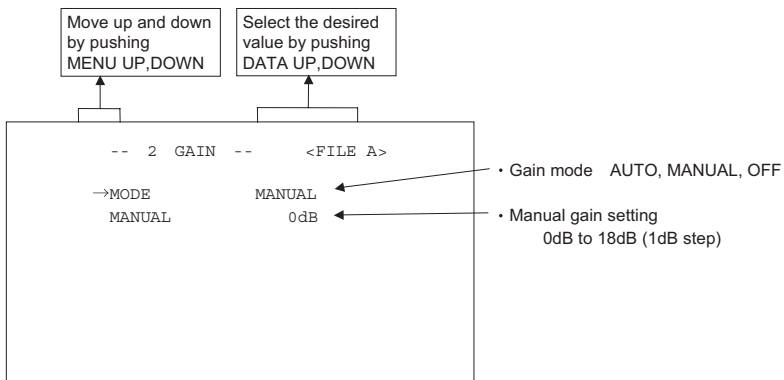 Move up and down
by pushing
MENU UP,DOWN
Select the desired
value by pushing
DATA UP,DOWN
-- 2 GAIN -- <FILE A>
→MODE MANUAL
MANUAL 0dB
・Gain mode AUTO, MANUAL, OFF
・Manual gain setting
0dB to 18dB (1dB step)